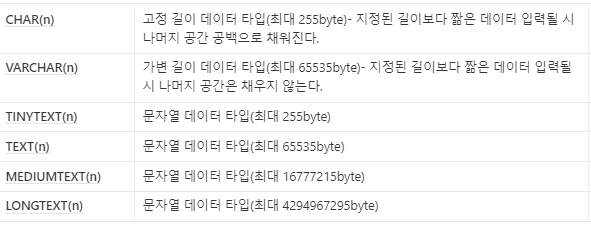 CHAR(n)
고정 길이 데이터 타입(최대 255byte)- 지정된 길이보다 짦은 데이터 입력될 시
나머지 공간 공백으로 채워진다.
VARCHAR(n)
가변 길이 데이터 타입(최대 65535byte)- 지정된 길이보다 짦은 데이터 입력될
시 나머지 공간은 채우지 않는다.
TINYTEXT(n)
문자열 데이터 타입(최대 255byte)
TEXT(n)
문자열 데이터 타입(최대 65535byte)
MEDIUMTEXT(n)
문자열 데이터 타입(최대 16777215byte)
LONGTEXT(n)
문자열 데이터 타입(최대 4294967295byte)